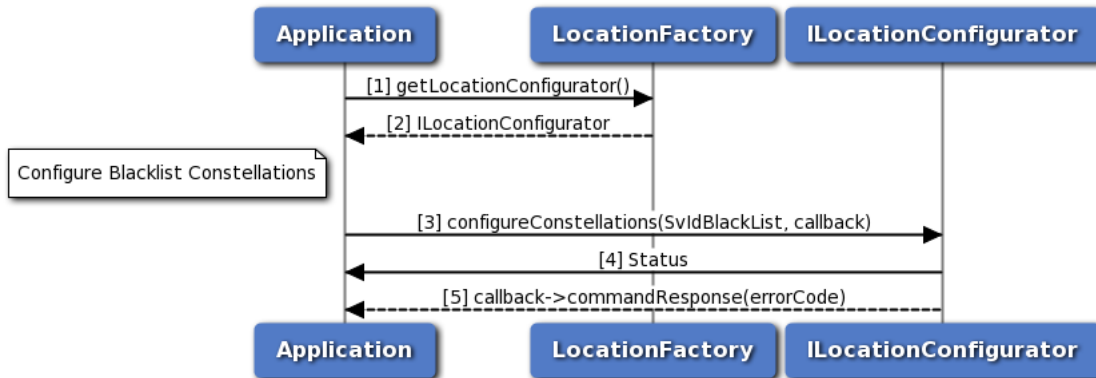 Application
LocationFactory
ILocationConfigurator
[1] getLocationConfigurator()
[2] ILocationConfigurator
Configure Blacklist Constellations
[3] configureConstellations(SvIdBlackList, callback)
[4] Status
[5] callback->commandResponse(errorCode)
Application
LocationFactory
ILocationConfigurator